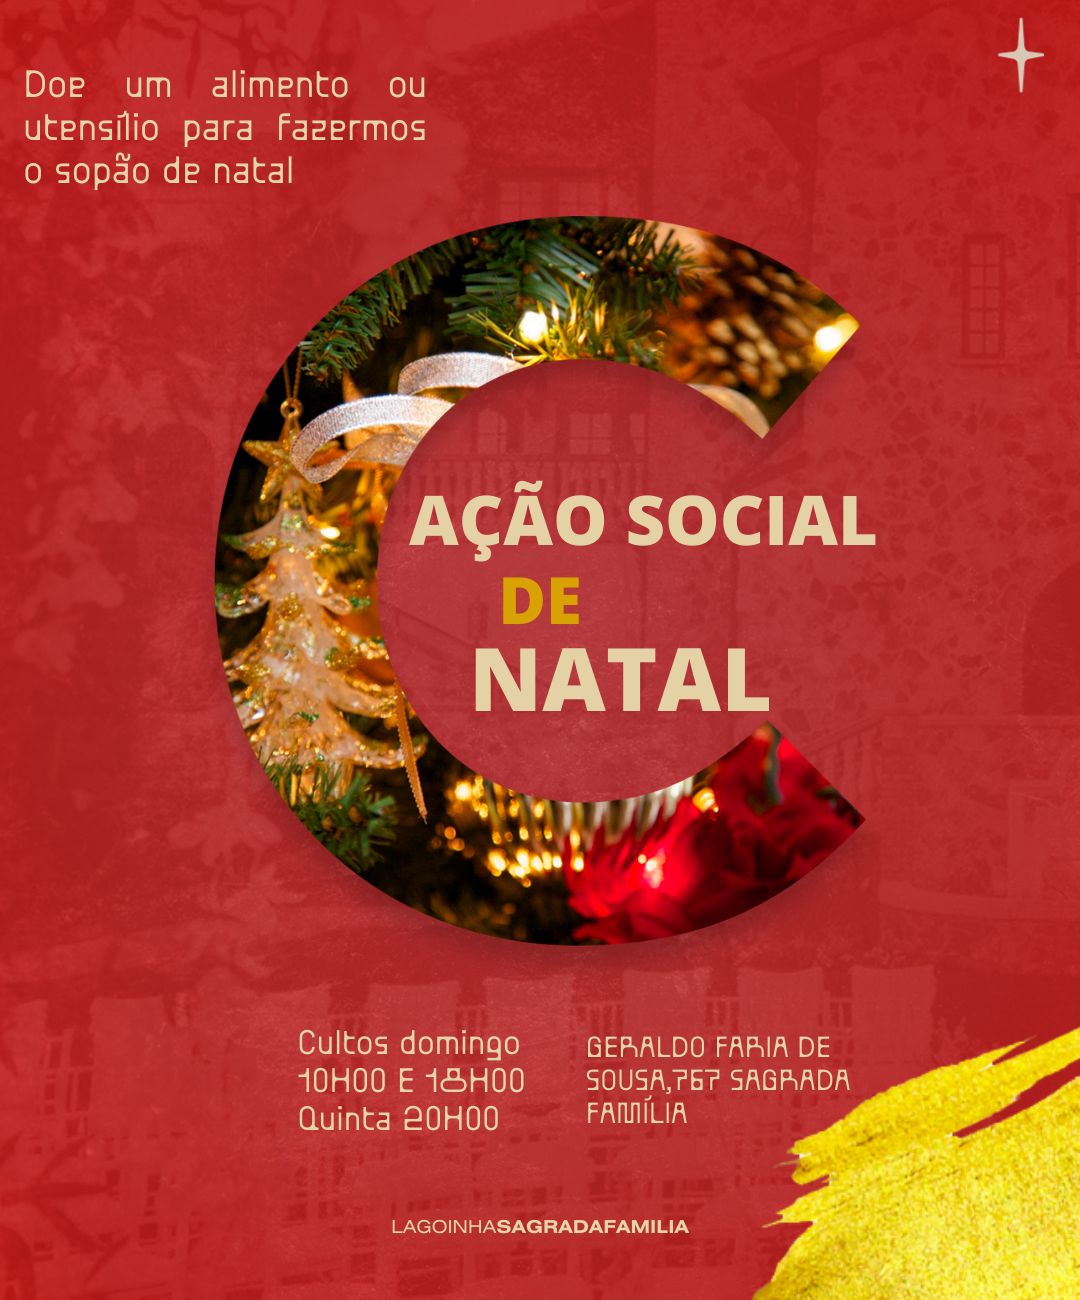 Doe um alimento ou
utensílio para fazermos
o sopão de natal
AÇÃO SOCIAL
DE
NATAL
Cultos domingo
10H00 E 18H00
Quinta 20H00
GERALDO FARIA DE
SOUSA,767 SAGRADA
FAMÍLIA
LAGOINHASAGRADAFAMILIA